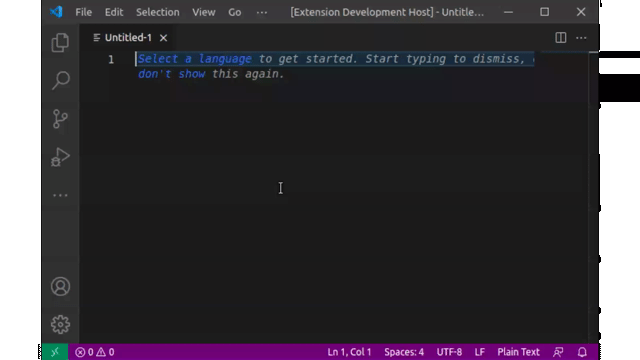 File Edit Selection View Go ··· [Extension Development Host] - Untitle...
Untitled-1
1 Select a language to get started. Start typing to dismiss,
don't show this again.
0 0 Ln 1, Col 1 Spaces: 4 UTF-8 LF Plain Text